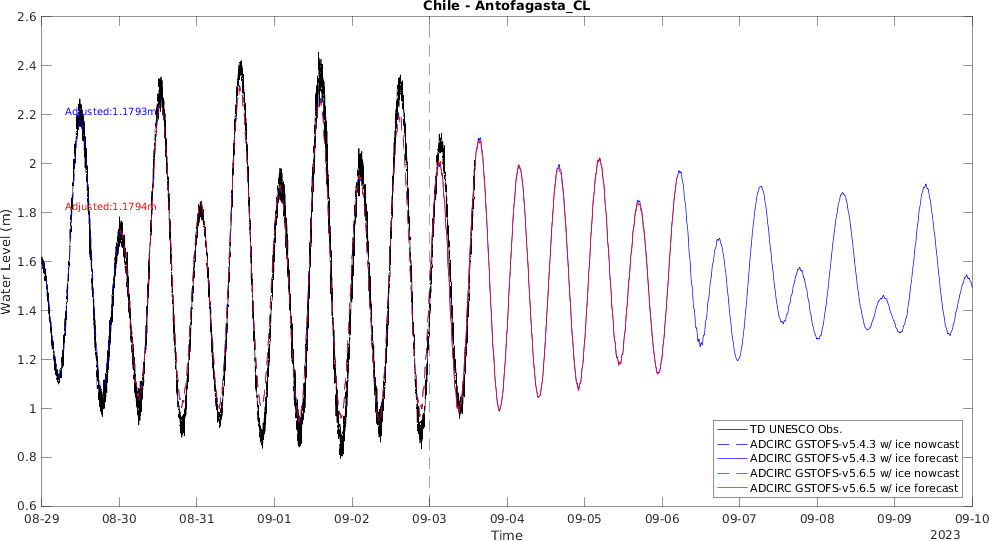 Chile - Antofagasta_CL
2.6
2.4
2.2
2
1.8
1.6
1.4
1.2
1
0.8
0.6
Water Level (m)
Adjusted:1.1793m
Adjusted:1.1794m
TD UNESCO Obs.
ADCIRC GSTOFS-v5.4.3 w/ ice nowcast
ADCIRC GSTOFS-v5.4.3 w/ ice forecast
ADCIRC GSTOFS-v5.6.5 w/ ice nowcast
ADCIRC GSTOFS-v5.6.5 w/ ice forecast
08-29 08-30 08-31 09-01 09-02 09-03 09-04 09-05 09-06 09-07 09-08 09-09 09-10
Time
2023